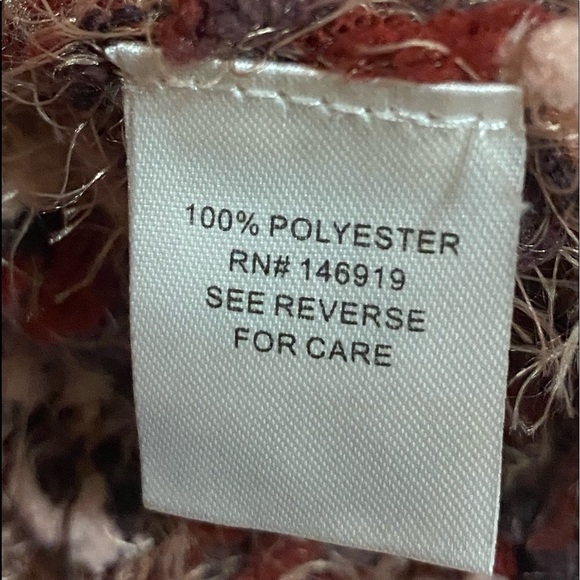 100% POLYESTER
RN# 146919
SEE REVERSE
FOR CARE